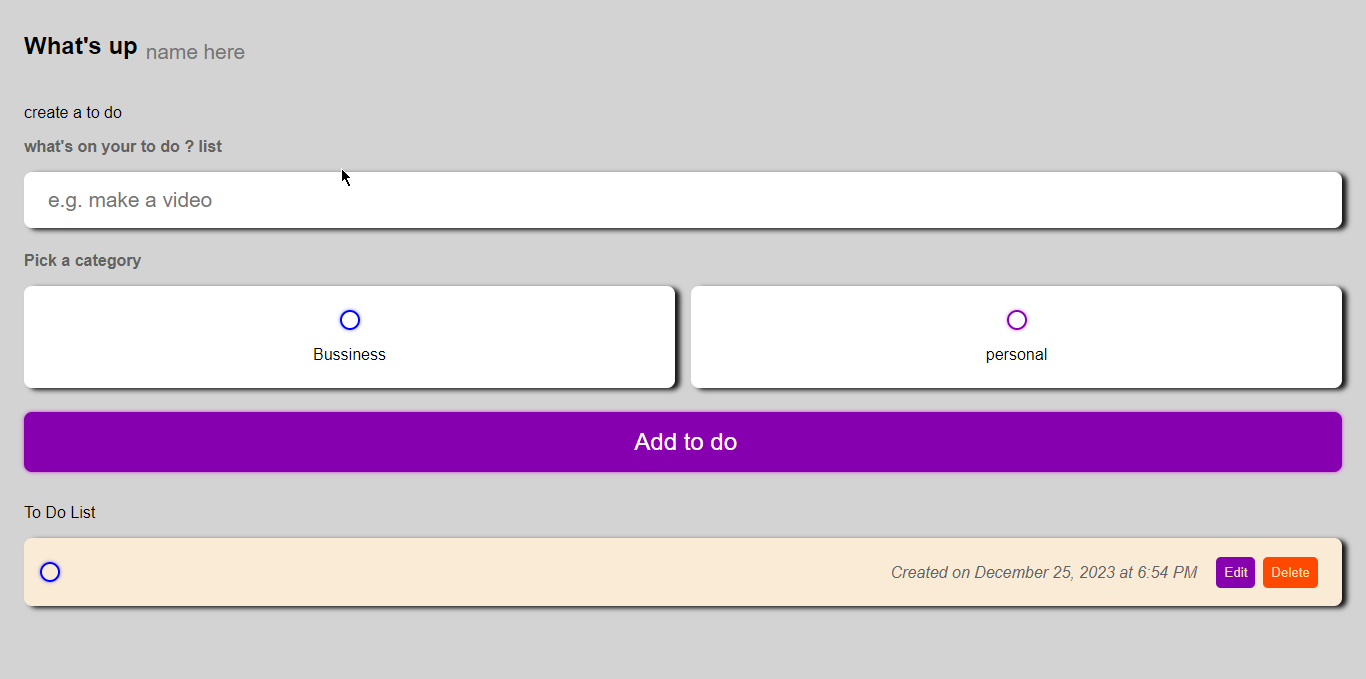 What's up name here
create a to do
what's on your to do ? list
e.g. make a video
Pick a category
Bussiness
personal
Add to do
To Do List
Created on December 25, 2023 at 6:54 PM Edit Delete